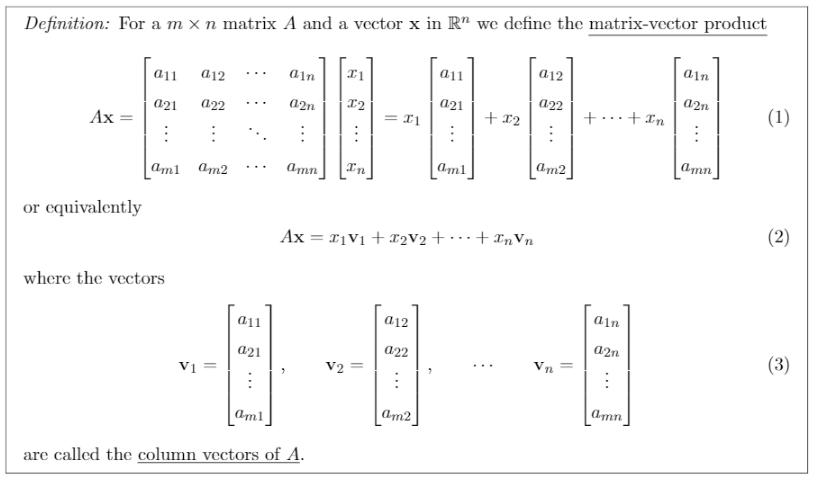 Definition: For a m × n matrix A and a vector x in ℝⁿ we define the matrix-vector product
Ax = [a₁₁ a₁₂ ⋯ a₁ₙ; a₂₁ a₂₂ ⋯ a₂ₙ; ⋮ ⋮ ⋱ ⋮; aₘ₁ aₘ₂ ⋯ aₘₙ] [x₁; x₂; ⋮; xₙ] = x₁ [a₁₁; a₂₁; ⋮; aₘ₁] + x₂ [a₁₂; a₂₂; ⋮; aₘ₂] + ⋯ + xₙ [a₁ₙ; a₂ₙ; ⋮; aₘₙ] (1)
or equivalently
Ax = x₁v₁ + x₂v₂ + ⋯ + xₙvₙ (2)
where the vectors
v₁ = [a₁₁; a₂₁; ⋮; aₘ₁], v₂ = [a₁₂; a₂₂; ⋮; aₘ₂], ⋯ vₙ = [a₁ₙ; a₂ₙ; ⋮; aₘₙ] (3)
are called the column vectors of A.